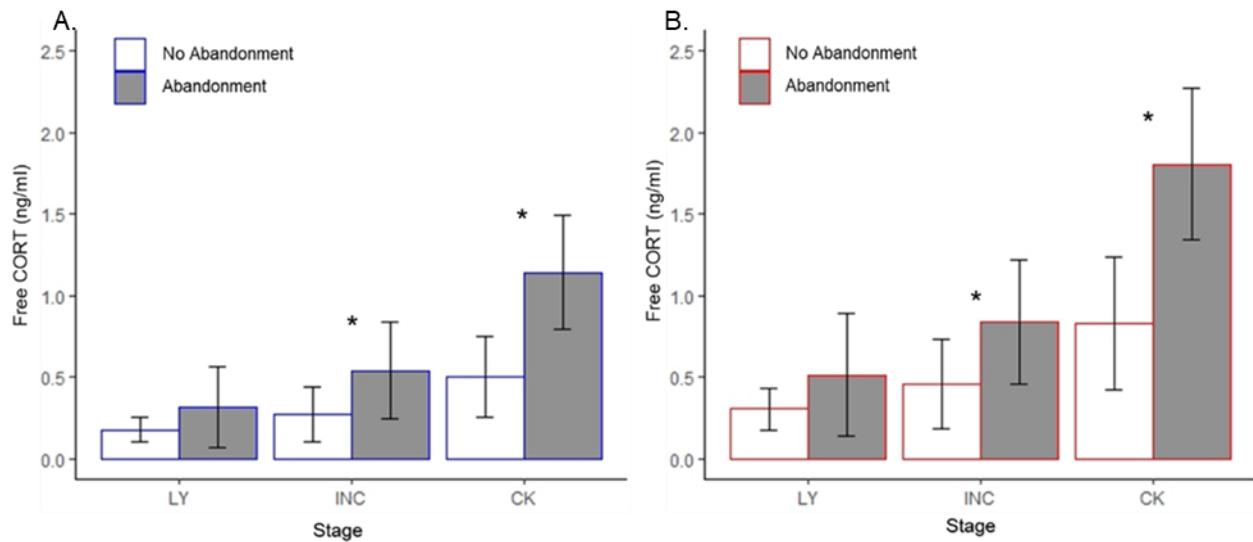 A.
No Abandonment
Abandonment
Free CORT (ng/ml)
2.5
2.0
1.5
1.0
0.5
0.0
*
*
LY
INC
CK
Stage
B.
No Abandonment
Abandonment
Free CORT (ng/ml)
2.5
2.0
1.5
1.0
0.5
0.0
*
*
LY
INC
CK
Stage